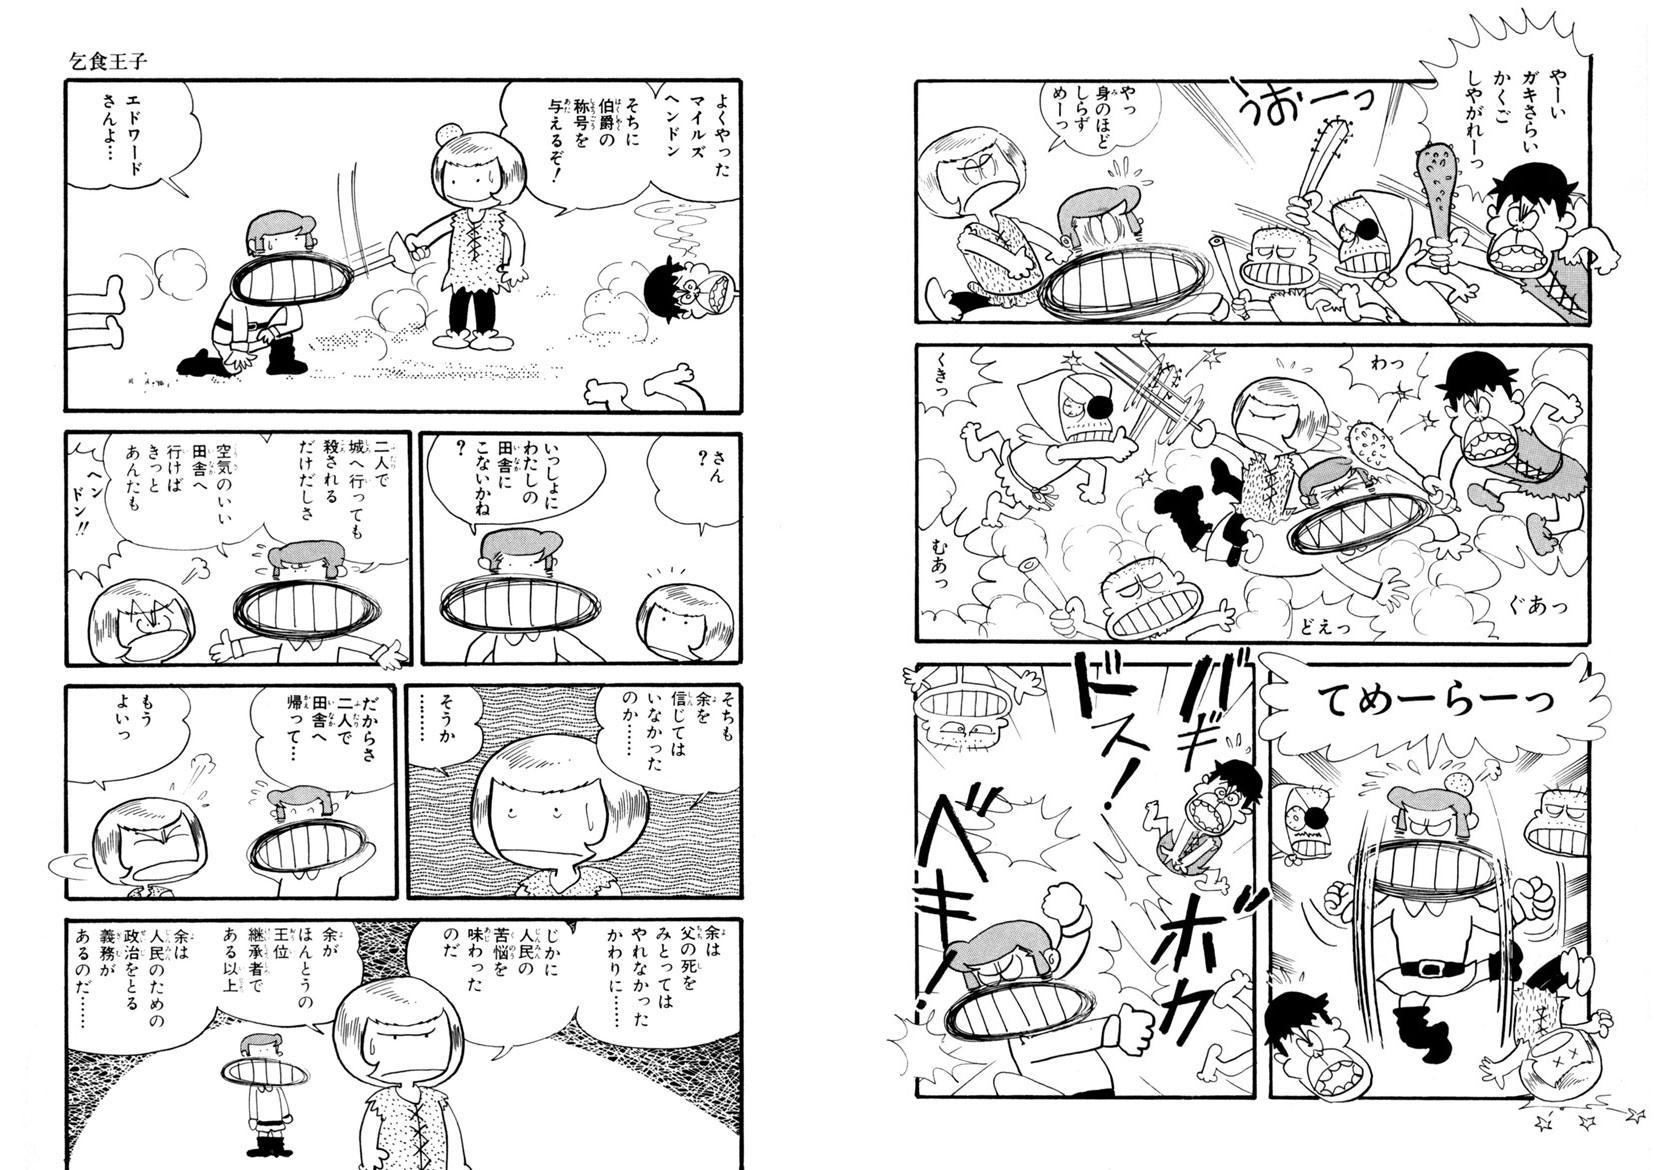 やーい
ガキさらい
かくご
しやがれーっ
うおーっ
やっ
身のほど
しらず
めーっ
わっ
くきっ
むあっ
ぐあっ
どえっ
てめーらーっ
バギ
ドス!
ボカ
ベキ!
乞食王子
よくやった
マイルズ
ヘンドン
そちに
伯爵の
称号を
与えるぞ!
エドワード
さんよ…
さん
?
いっしょに
わたしの
田舎に
こないかね
?
二人で
城へ行っても
殺される
だけだしさ
空気のいい
田舎へ
行けば
きっと
あんたも
ヘン
ドン!!
そちも
余を
信じては
いなかった
のか……
そうか
………
だからさ
二人で
田舎へ
帰って…
もう
よいっ
余は
父の死を
みとっては
やれなかった
かわりに……
じかに
人民の
苦悩を
味わった
のだ
余が
ほんとうの
王位
継承者で
ある以上
余は
人民のための
政治をとる
義務が
あるのだ……